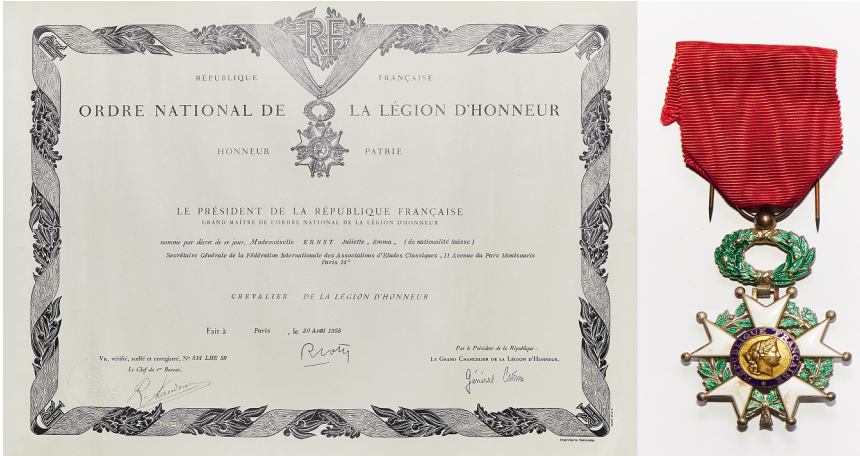 RF
RÉPUBLIQUE FRANÇAISE
ORDRE NATIONAL DE LA LÉGION D'HONNEUR
HONNEUR PATRIE
LE PRÉSIDENT DE LA RÉPUBLIQUE FRANÇAISE
GRAND MAÎTRE DE L'ORDRE NATIONAL DE LA LÉGION D'HONNEUR
nomme par décret de ce jour, Mademoiselle ERNST Juliette, Emma, (de nationalité Suisse)
Secrétaire Générale de la Fédération Internationale des Associations d'Etudes Classiques, 11 Avenue du Parc Montsouris
Paris 14°
CHEVALIER DE LA LÉGION D'HONNEUR
Fait à Paris, le 20 Août 1958
Par le Président de la République :
Vu, vérifié, scellé et enregistré, N° 814 LHE 58
LE GRAND CHANCELIER DE LA LÉGION D'HONNEUR,
Le Chef du 1er Bureau,
Général
Imprimerie Nationale.
RÉPUBLIQUE FRANÇAISE